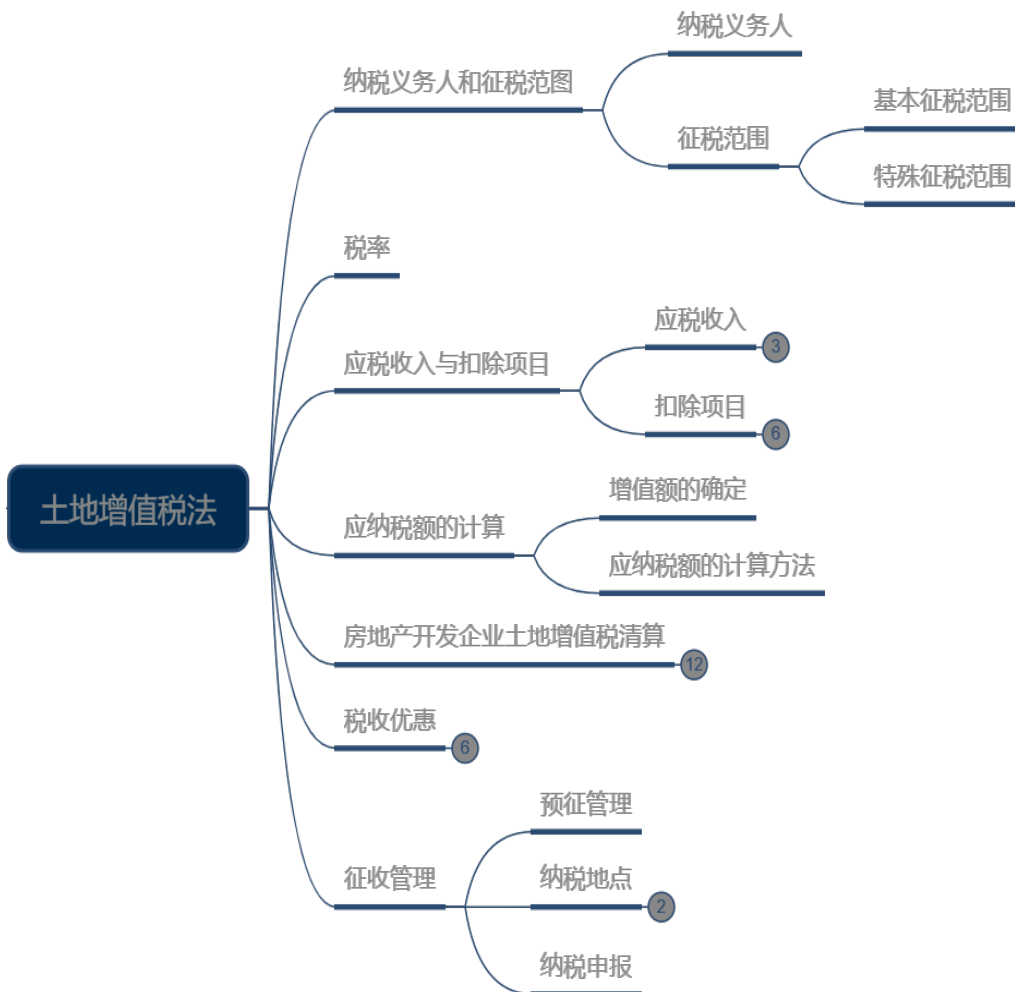 土地增值税法
纳税义务人和征税范图
纳税义务人
征税范围
基本征税范围
特殊征税范围
税率
应税收入与扣除项目
应税收入
3
扣除项目
6
应纳税额的计算
增值额的确定
应纳税额的计算方法
房地产开发企业土地增值税清算
12
税收优惠
6
征收管理
预征管理
纳税地点
2
纳税申报